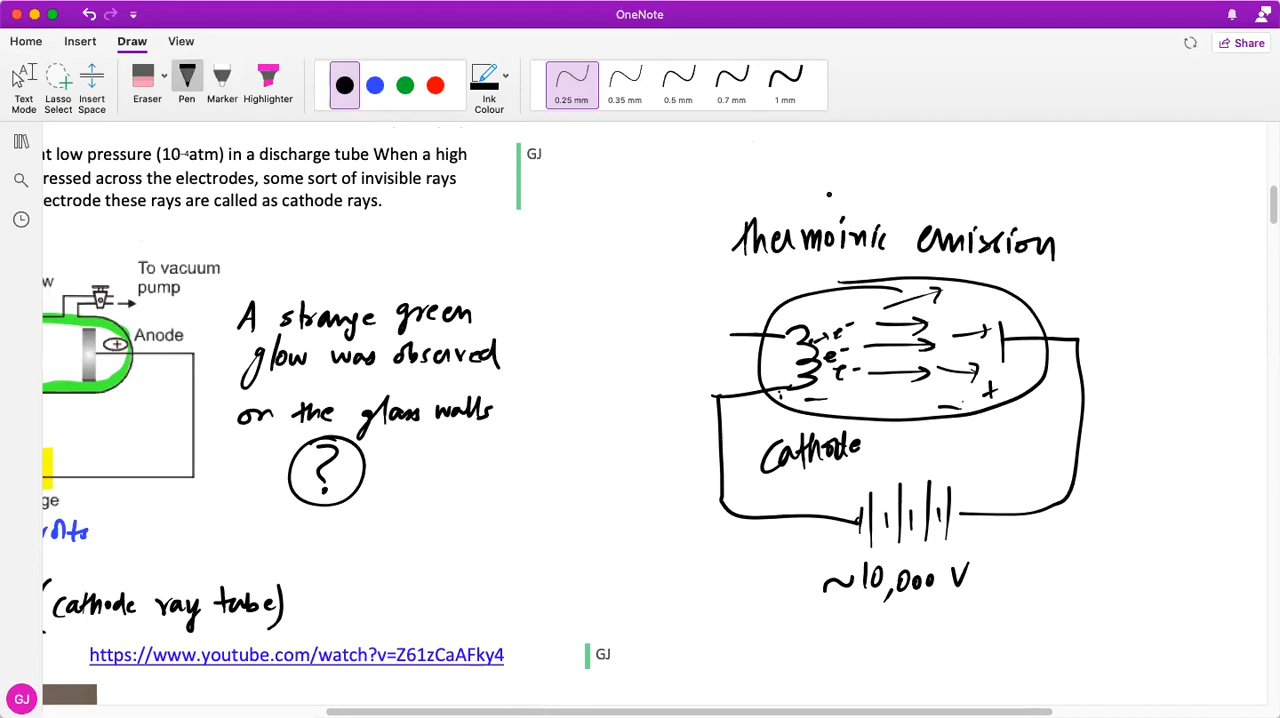 OneNote
Home Insert Draw View
Share
Text Mode
Lasso Select
Insert Space
Eraser
Pen
Marker
Highlighter
Ink Colour
0.25 mm
0.35 mm
0.5 mm
0.7 mm
1 mm
t low pressure (10-4atm) in a discharge tube When a high
ressed across the electrodes, some sort of invisible rays
ectrode these rays are called as cathode rays.
GJ
w
To vacuum
pump
Anode
+
ge
volts
A strange green
glow was observed
on the glass walls
?
(cathode ray tube)
https://www.youtube.com/watch?v=Z61zCaAFky4
GJ
thermoinic emission
e-
e-
e-
+
+
-
-
Cathode
~10,000 V
GJ